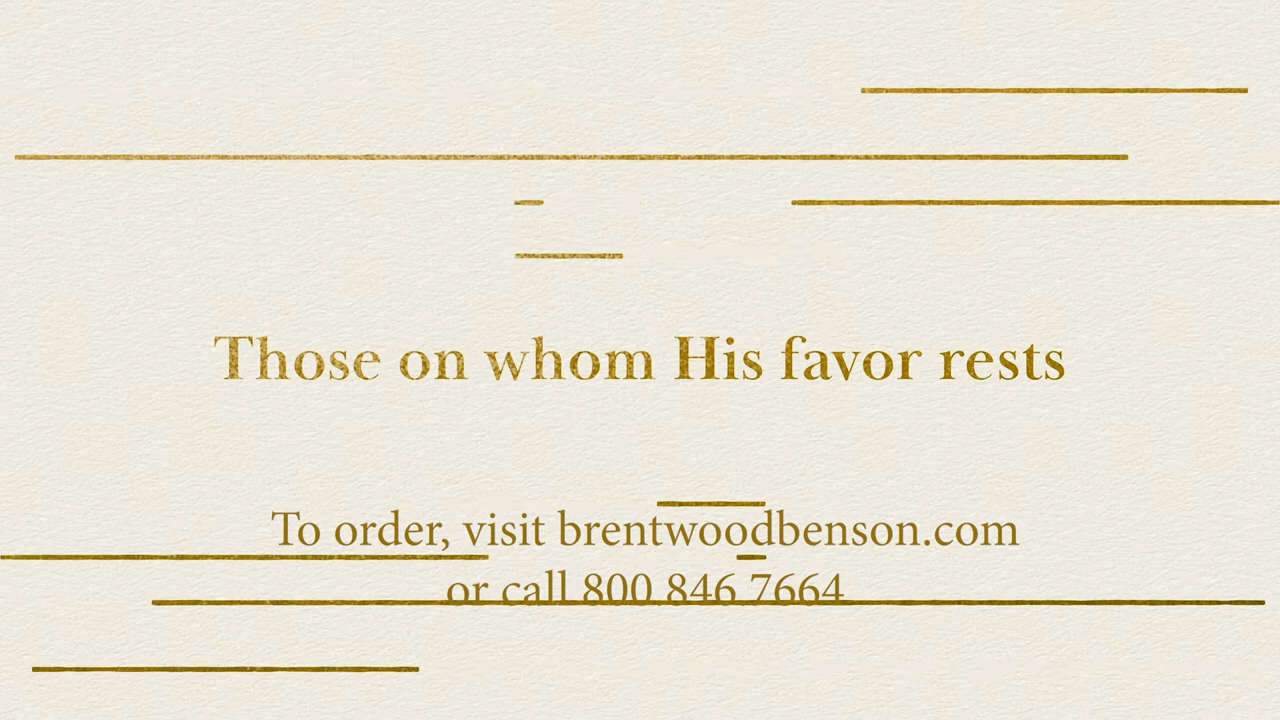 Those on whom His favor rests
To order, visit brentwoodbenson.com
or call 800 846 7664